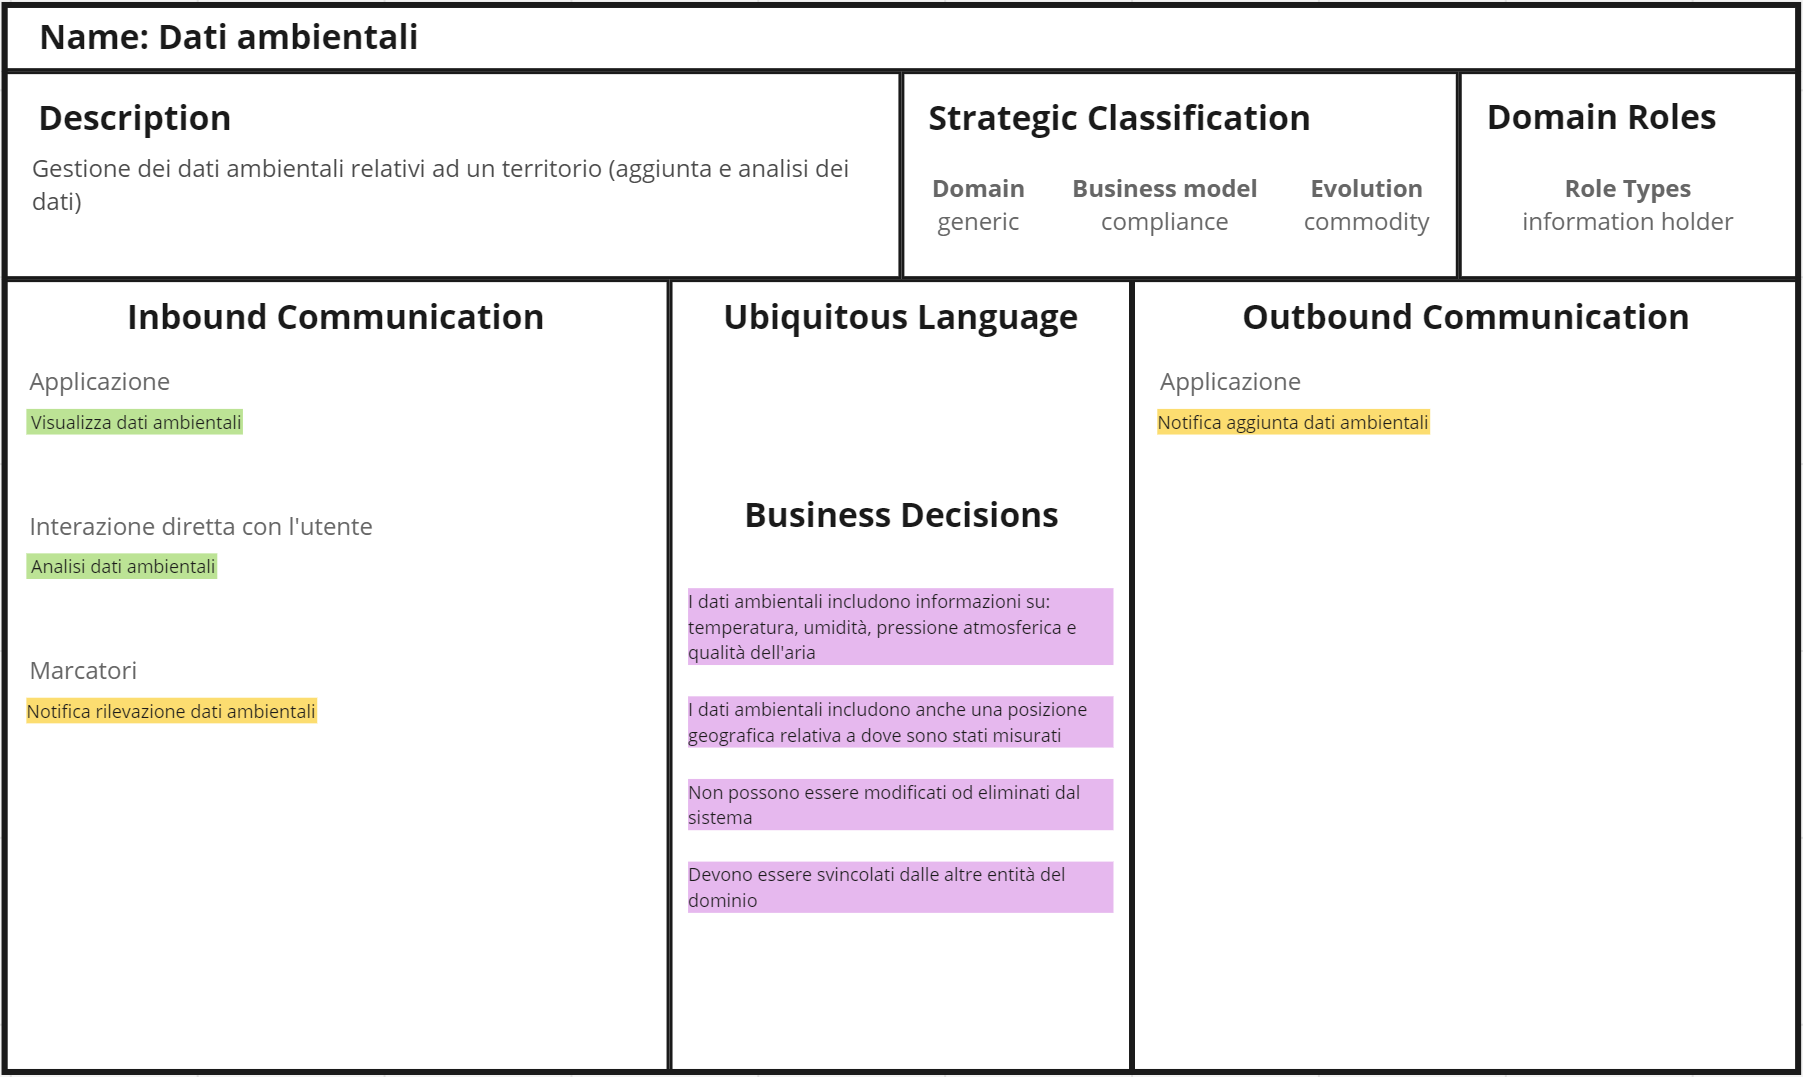 Name: Dati ambientali
Description
Gestione dei dati ambientali relativi ad un territorio (aggiunta e analisi dei
dati)
Strategic Classification
Domain
generic
Business model
compliance
Evolution
commodity
Domain Roles
Role Types
information holder
Inbound Communication
Applicazione
Visualizza dati ambientali
Interazione diretta con l'utente
Analisi dati ambientali
Marcatori
Notifica rilevazione dati ambientali
Ubiquitous Language
Business Decisions
I dati ambientali includono informazioni su:
temperatura, umidità, pressione atmosferica e
qualità dell'aria
I dati ambientali includono anche una posizione
geografica relativa a dove sono stati misurati
Non possono essere modificati od eliminati dal
sistema
Devono essere svincolati dalle altre entità del
dominio
Outbound Communication
Applicazione
Notifica aggiunta dati ambientali